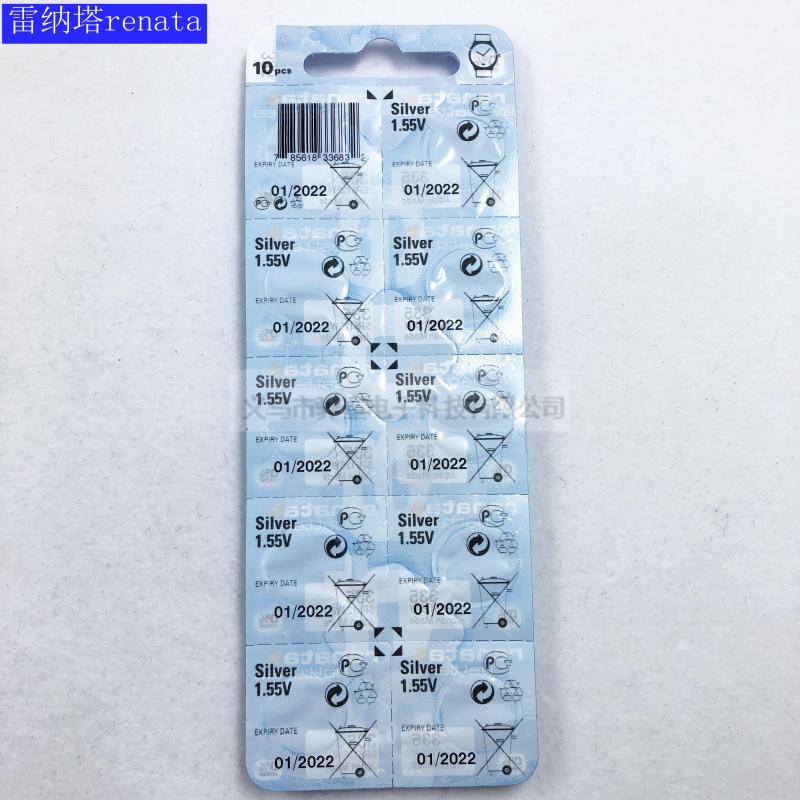 雷纳塔renata
10pcs
7 85618 33683 2
EXPIRY DATE
01/2022
Silver
1.55V
EXPIRY DATE
01/2022
Silver
1.55V
EXPIRY DATE
01/2022
Silver
1.55V
EXPIRY DATE
01/2022
Silver
1.55V
EXPIRY DATE
01/2022
Silver
1.55V
EXPIRY DATE
01/2022
Silver
1.55V
EXPIRY DATE
01/2022
Silver
1.55V
EXPIRY DATE
01/2022
Silver
1.55V
EXPIRY DATE
01/2022
Silver
1.55V
EXPIRY DATE
01/2022